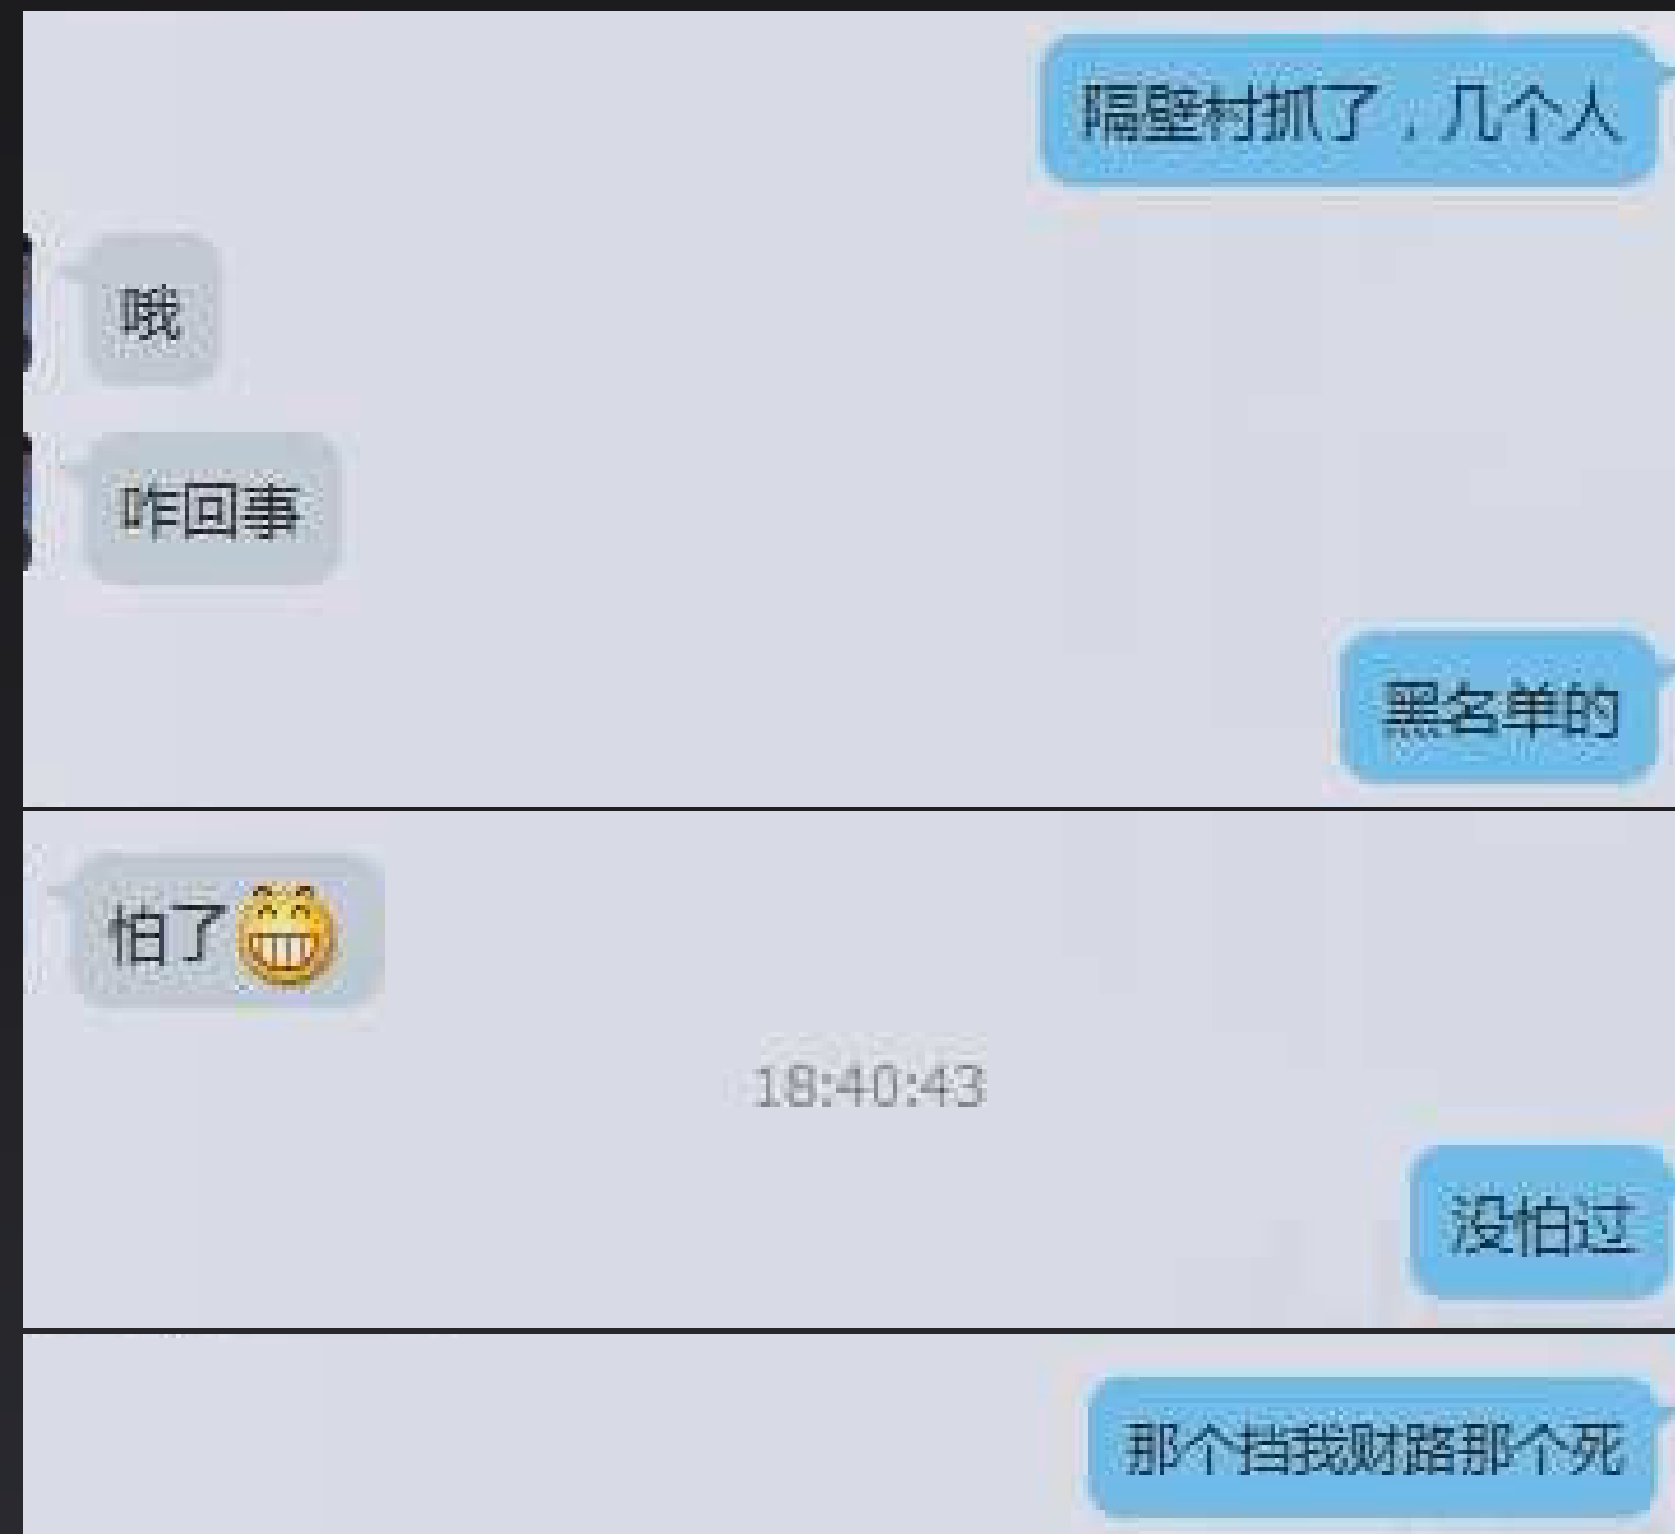 隔壁村抓了，几个人
哦
咋回事
黑名单的
怕了
18:40:43
没怕过
那个挡我财路那个死